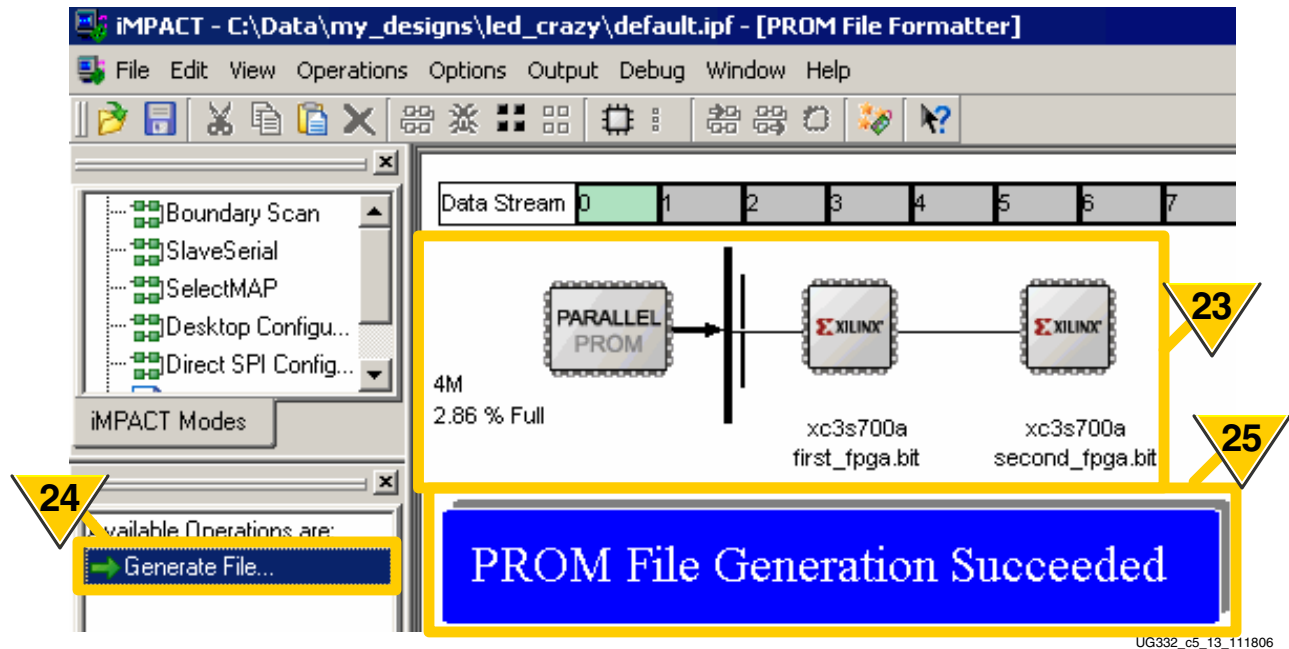 iMPACT - C:\Data\my_designs\led_crazy\default.ipf - [PROM File Formatter]
File Edit View Operations Options Output Debug Window Help
Boundary Scan
SlaveSerial
SelectMAP
Desktop Configu...
Direct SPI Config...
iMPACT Modes
Data Stream 0 1 2 3 4 5 6 7
PARALLEL
PROM
XILINX
XILINX
4M
2.86 % Full
xc3s700a
first_fpga.bit
xc3s700a
second_fpga.bit
23
24
Available Operations are:
Generate File...
25
PROM File Generation Succeeded
UG332_c5_13_111806